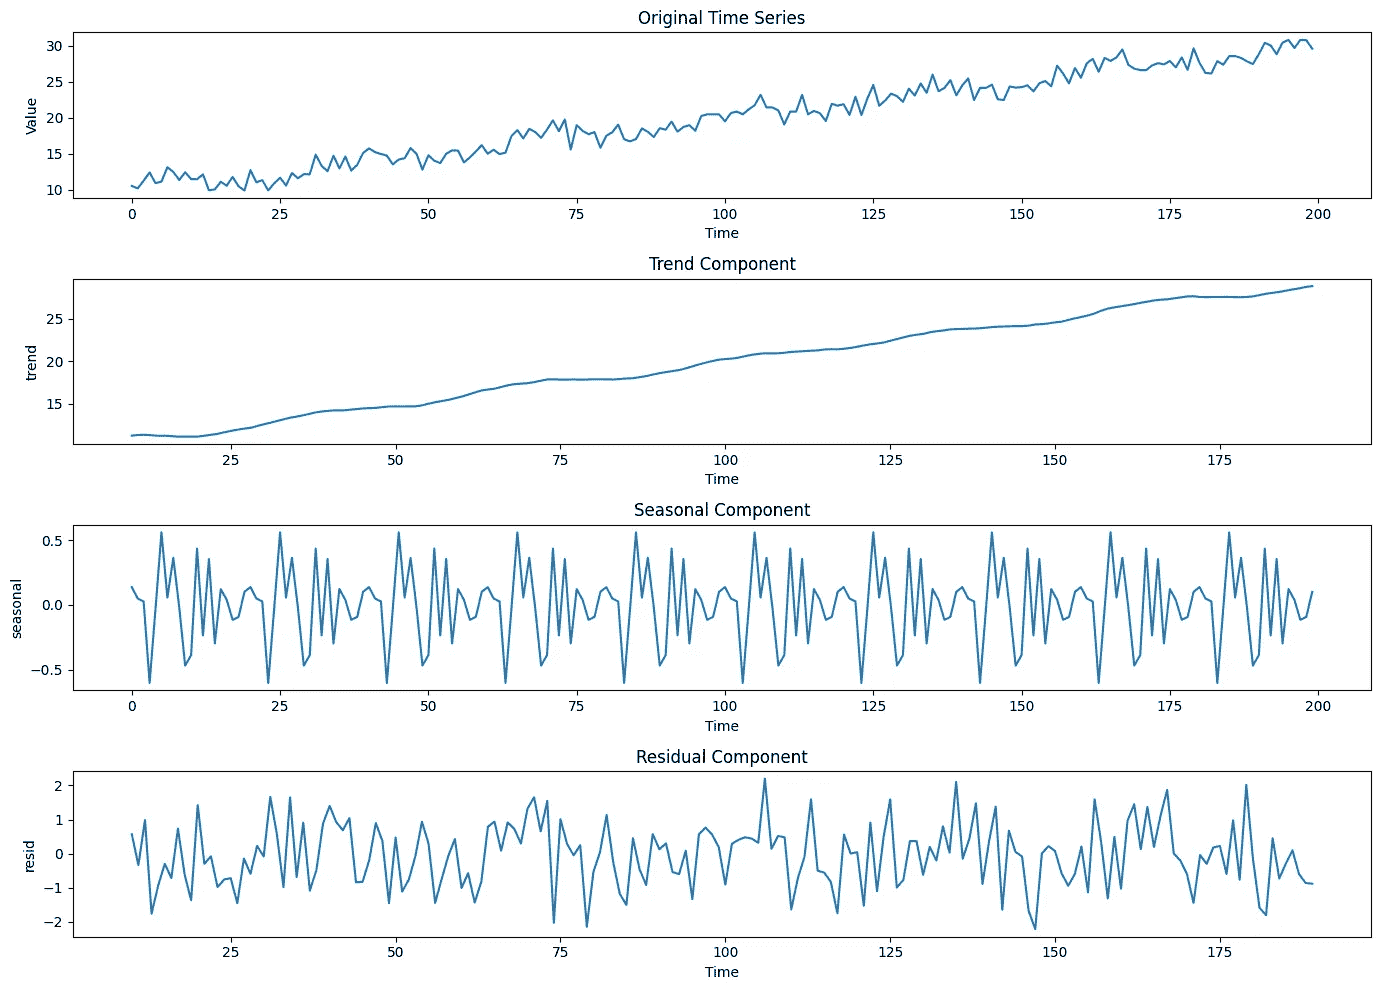 Original Time Series
30
25
20
15
10
Value
0 25 50 75 100 125 150 175 200
Time
Trend Component
25
20
15
trend
25 50 75 100 125 150 175
Time
Seasonal Component
0.5
0.0
−0.5
seasonal
0 25 50 75 100 125 150 175 200
Time
Residual Component
2
1
0
−1
−2
resid
25 50 75 100 125 150 175
Time